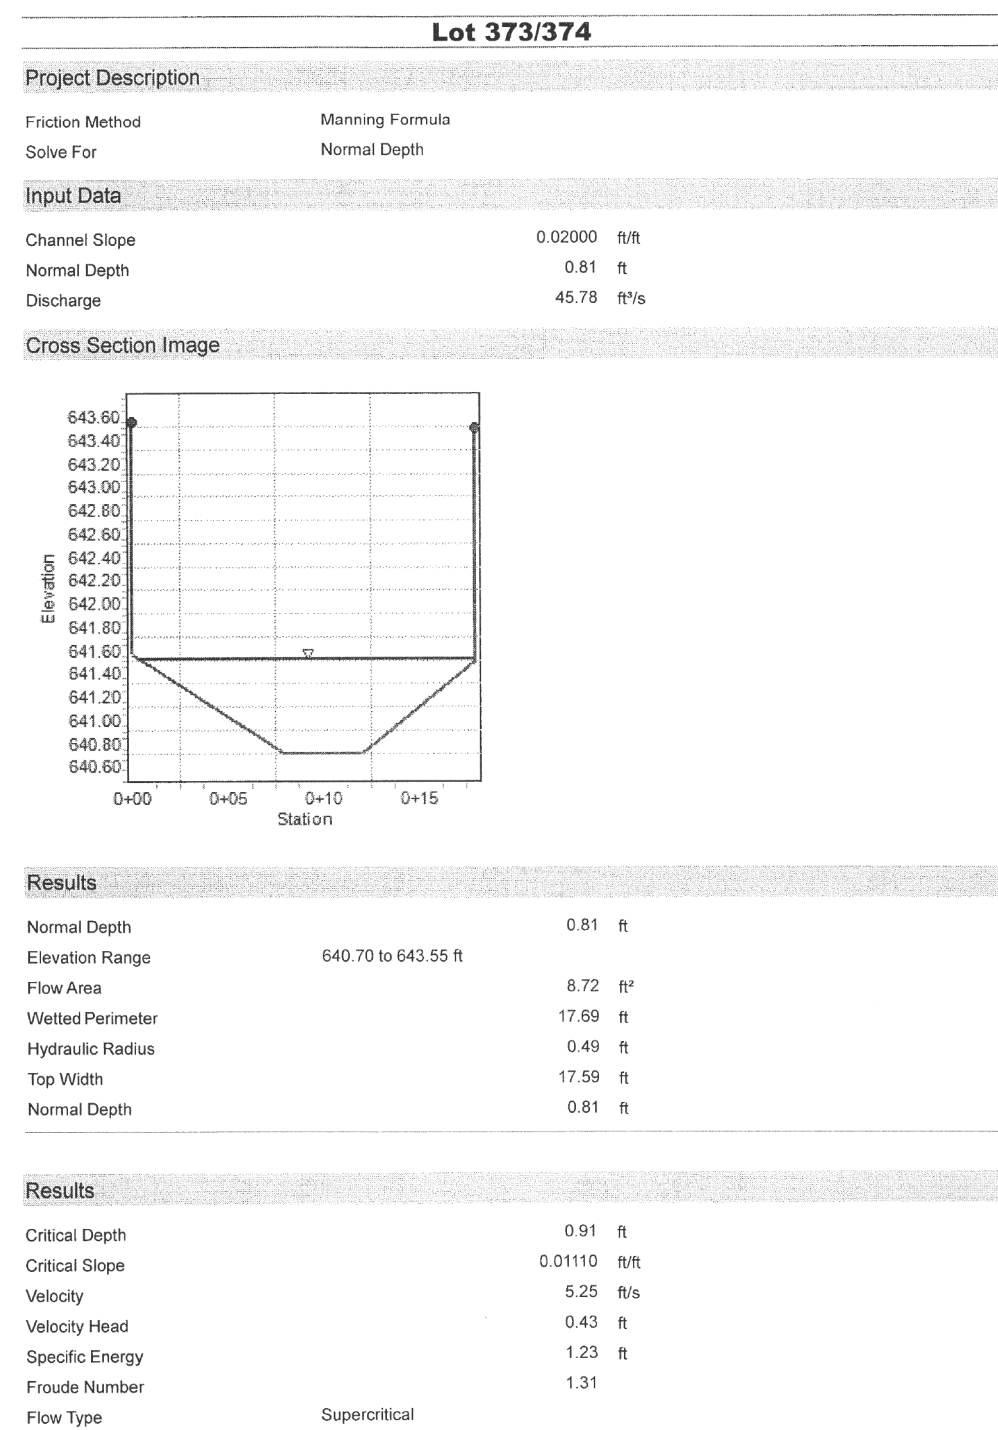 Lot 373/374
Project Description
Friction Method Manning Formula
Solve For Normal Depth
Input Data
Channel Slope 0.02000 ft/ft
Normal Depth 0.81 ft
Discharge 45.78 ft³/s
Cross Section Image
643.60
643.40
643.20
643.00
642.80
642.60
642.40
642.20
642.00
641.80
641.60
641.40
641.20
641.00
640.80
640.60
Elevation
0+00 0+05 0+10 0+15
Station
Results
Normal Depth 0.81 ft
Elevation Range 640.70 to 643.55 ft
Flow Area 8.72 ft²
Wetted Perimeter 17.69 ft
Hydraulic Radius 0.49 ft
Top Width 17.59 ft
Normal Depth 0.81 ft
Results
Critical Depth 0.91 ft
Critical Slope 0.01110 ft/ft
Velocity 5.25 ft/s
Velocity Head 0.43 ft
Specific Energy 1.23 ft
Froude Number 1.31
Flow Type Supercritical